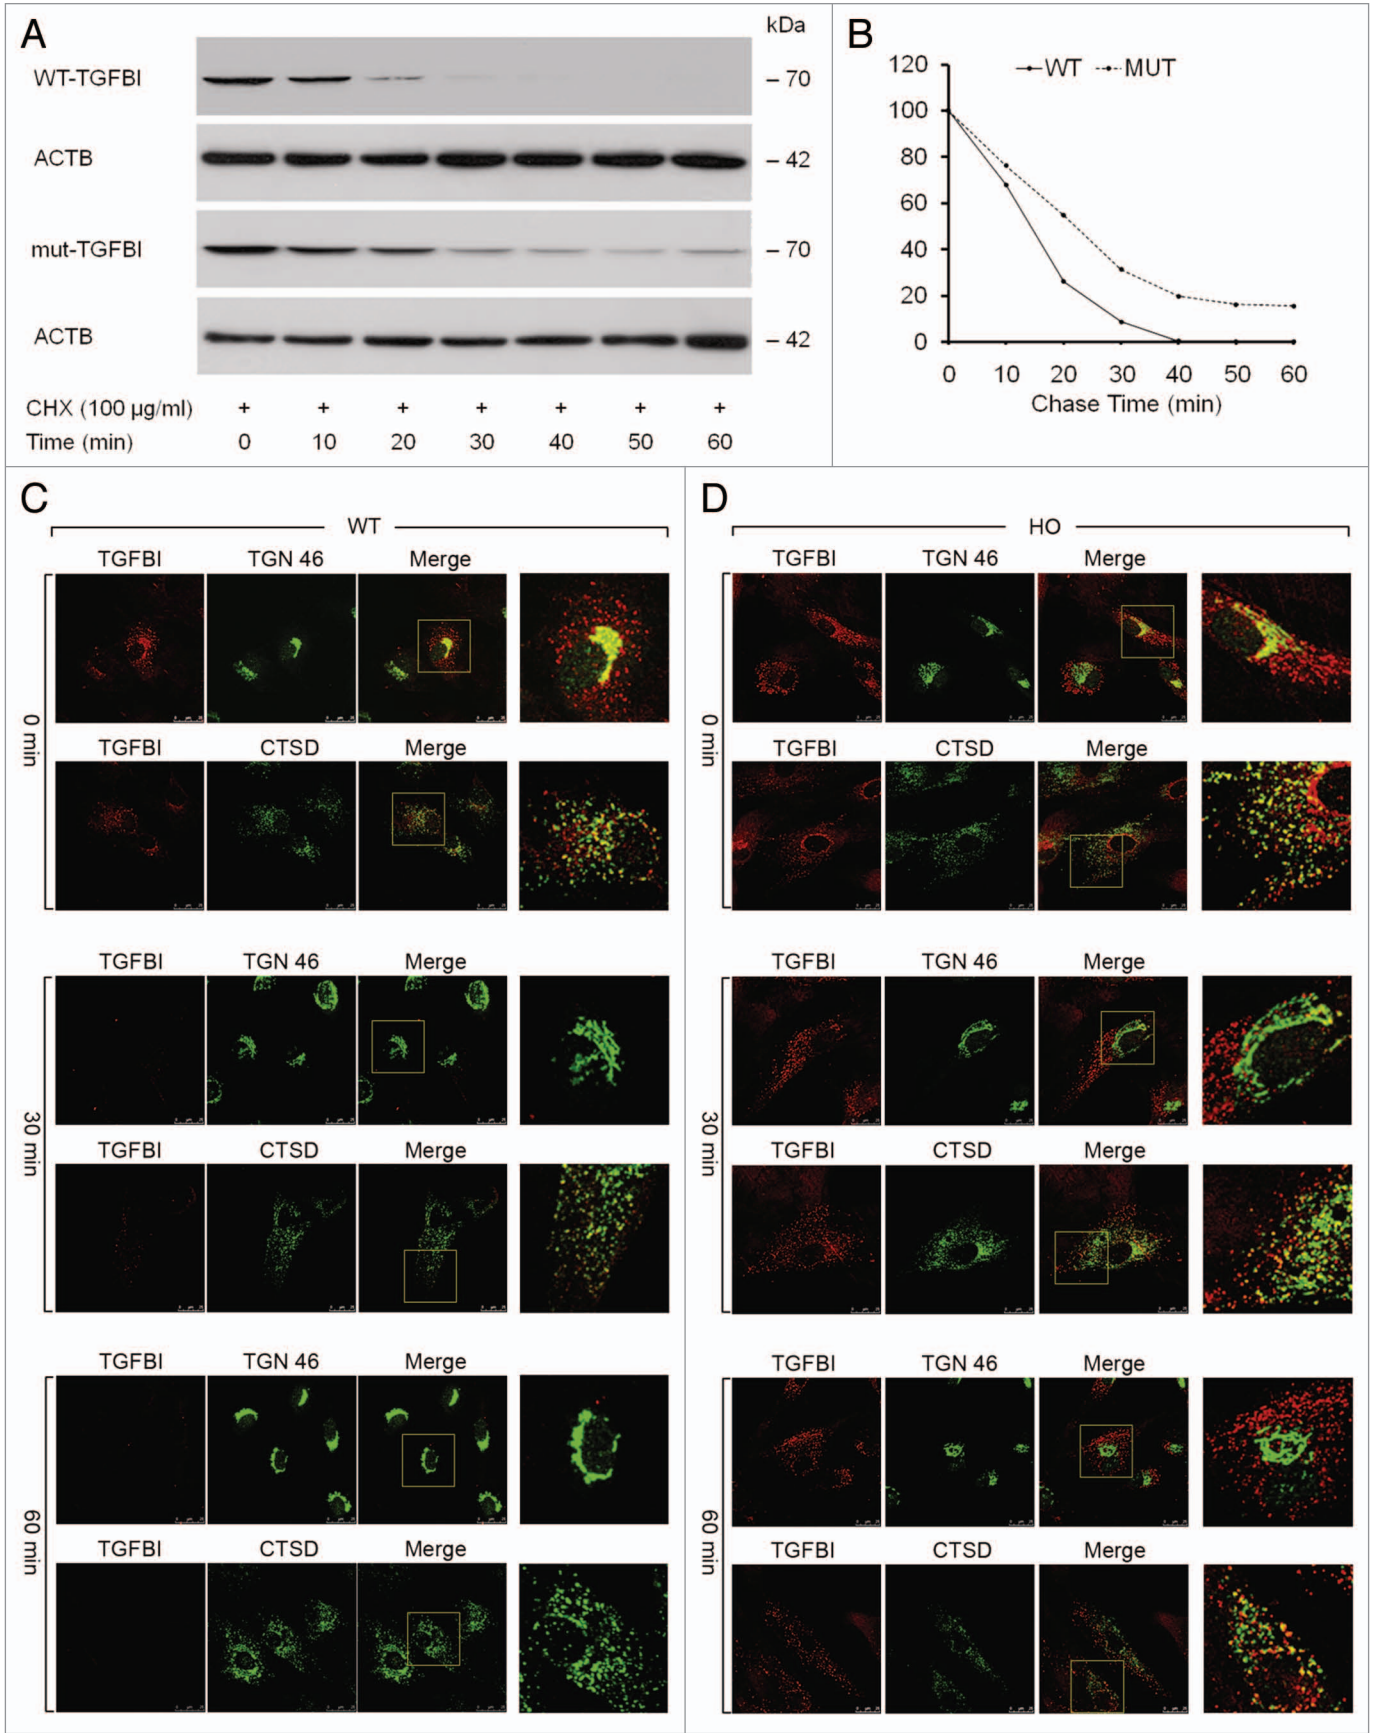 A
kDa
WT-TGFBI
– 70
ACTB
– 42
mut-TGFBI
– 70
ACTB
– 42
CHX (100 µg/ml) + + + + + + +
Time (min) 0 10 20 30 40 50 60
B
WT MUT
120
100
80
60
40
20
0
0 10 20 30 40 50 60
Chase Time (min)
C
WT
0 min
TGFBI TGN 46 Merge
TGFBI CTSD Merge
30 min
TGFBI TGN 46 Merge
TGFBI CTSD Merge
60 min
TGFBI TGN 46 Merge
TGFBI CTSD Merge
D
HO
0 min
TGFBI TGN 46 Merge
TGFBI CTSD Merge
30 min
TGFBI TGN 46 Merge
TGFBI CTSD Merge
60 min
TGFBI TGN 46 Merge
TGFBI CTSD Merge